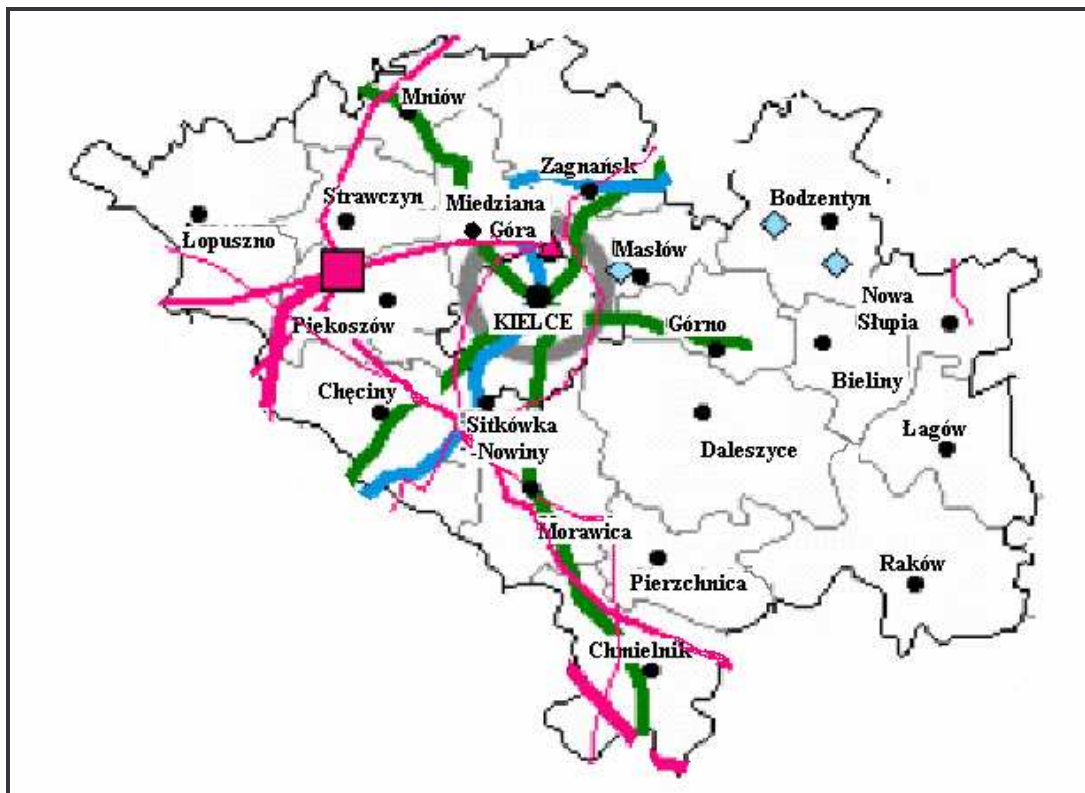 Mniów
Zagnańsk
Strawczyn
Miedziana
Góra
Bodzentyn
Łopuszno
Masłów
Nowa
Słupia
Piekoszów
KIELCE
Górno
Bieliny
Chęciny
Sitkówka
-Nowiny
Daleszyce
Łagów
Morawica
Pierzchnica
Raków
Chmielnik